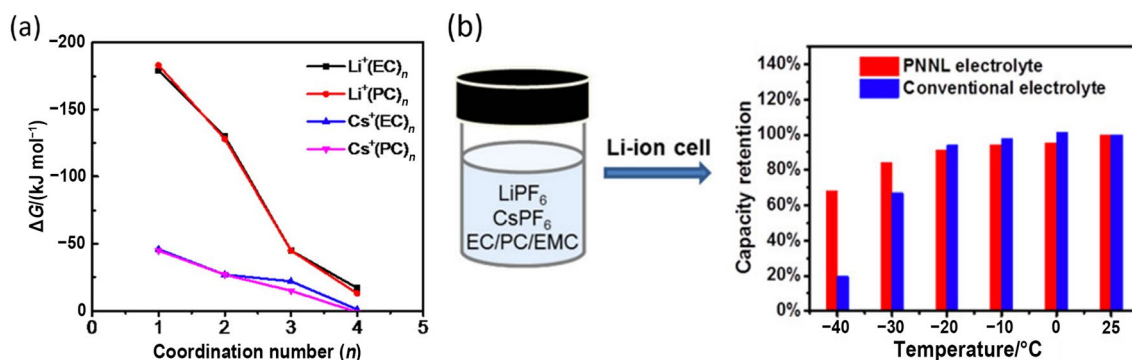 (a)
−200
−150
−100
−50
0
ΔG/(kJ mol⁻¹)
0 1 2 3 4 5
Coordination number (n)
Li⁺(EC)ₙ
Li⁺(PC)ₙ
Cs⁺(EC)ₙ
Cs⁺(PC)ₙ
(b)
LiPF₆
CsPF₆
EC/PC/EMC
Li-ion cell
Capacity retention
140%
120%
100%
80%
60%
40%
20%
0%
PNNL electrolyte
Conventional electrolyte
−40 −30 −20 −10 0 25
Temperature/°C